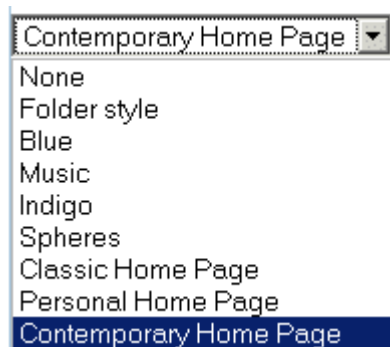 Contemporary Home Page
None
Folder style
Blue
Music
Indigo
Spheres
Classic Home Page
Personal Home Page
Contemporary Home Page